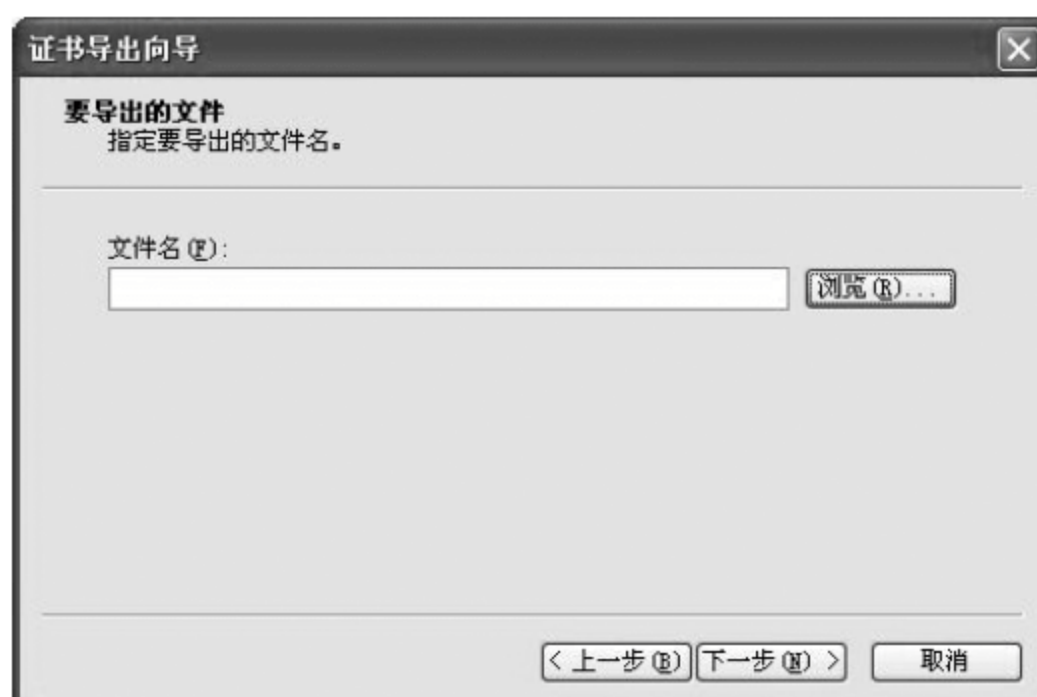 证书导出向导
要导出的文件
指定要导出的文件名。
文件名(F):
浏览(R)...
< 上一步(B) 下一步(N) > 取消